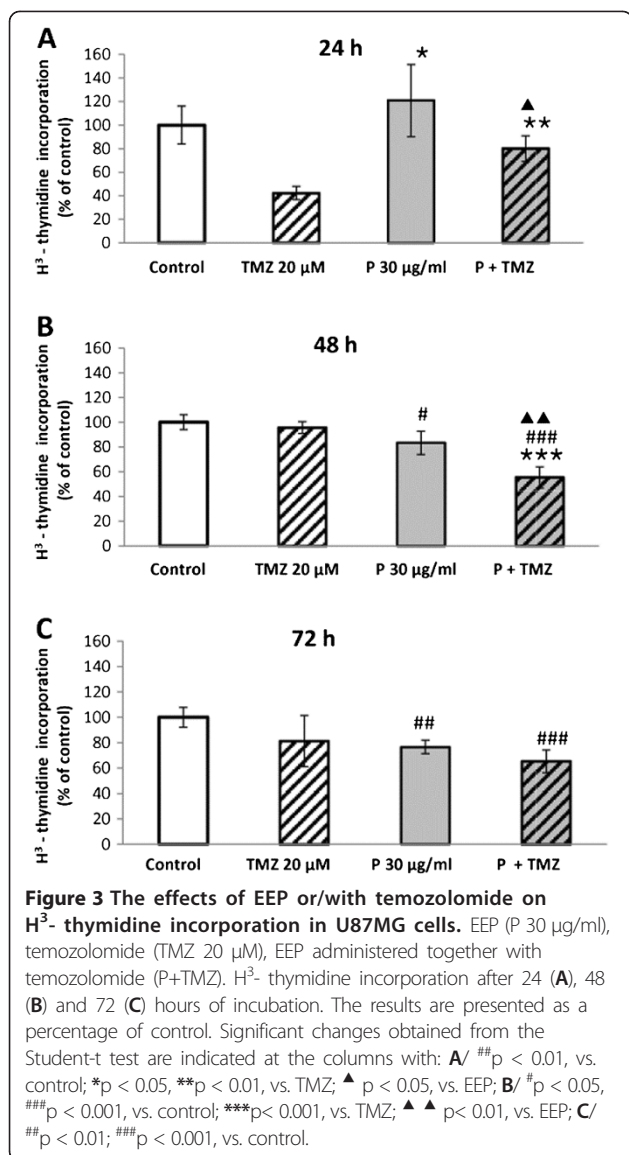 A
24 h
H³ - thymidine incorporation
(% of control)
160
140
120
100
80
60
40
20
0
*
▲
**
Control TMZ 20 µM P 30 µg/ml P + TMZ
B
48 h
H³ - thymidine incorporation
(% of control)
160
140
120
100
80
60
40
20
0
#
▲▲
###
***
Control TMZ 20 µM P 30 µg/ml P + TMZ
C
72 h
H³ - thymidine incorporation
(% of control)
160
140
120
100
80
60
40
20
0
##
###
Control TMZ 20 µM P 30 µg/ml P + TMZ
Figure 3 The effects of EEP or/with temozolomide on
H³- thymidine incorporation in U87MG cells. EEP (P 30 µg/ml),
temozolomide (TMZ 20 µM), EEP administered together with
temozolomide (P+TMZ). H³- thymidine incorporation after 24 (A), 48
(B) and 72 (C) hours of incubation. The results are presented as a
percentage of control. Significant changes obtained from the
Student-t test are indicated at the columns with: A/ ##p < 0.01, vs.
control; *p < 0.05, **p < 0.01, vs. TMZ; ▲ p < 0.05, vs. EEP; B/ #p < 0.05,
###p < 0.001, vs. control; ***p< 0.001, vs. TMZ; ▲ ▲ p< 0.01, vs. EEP; C/
##p < 0.01; ###p < 0.001, vs. control.